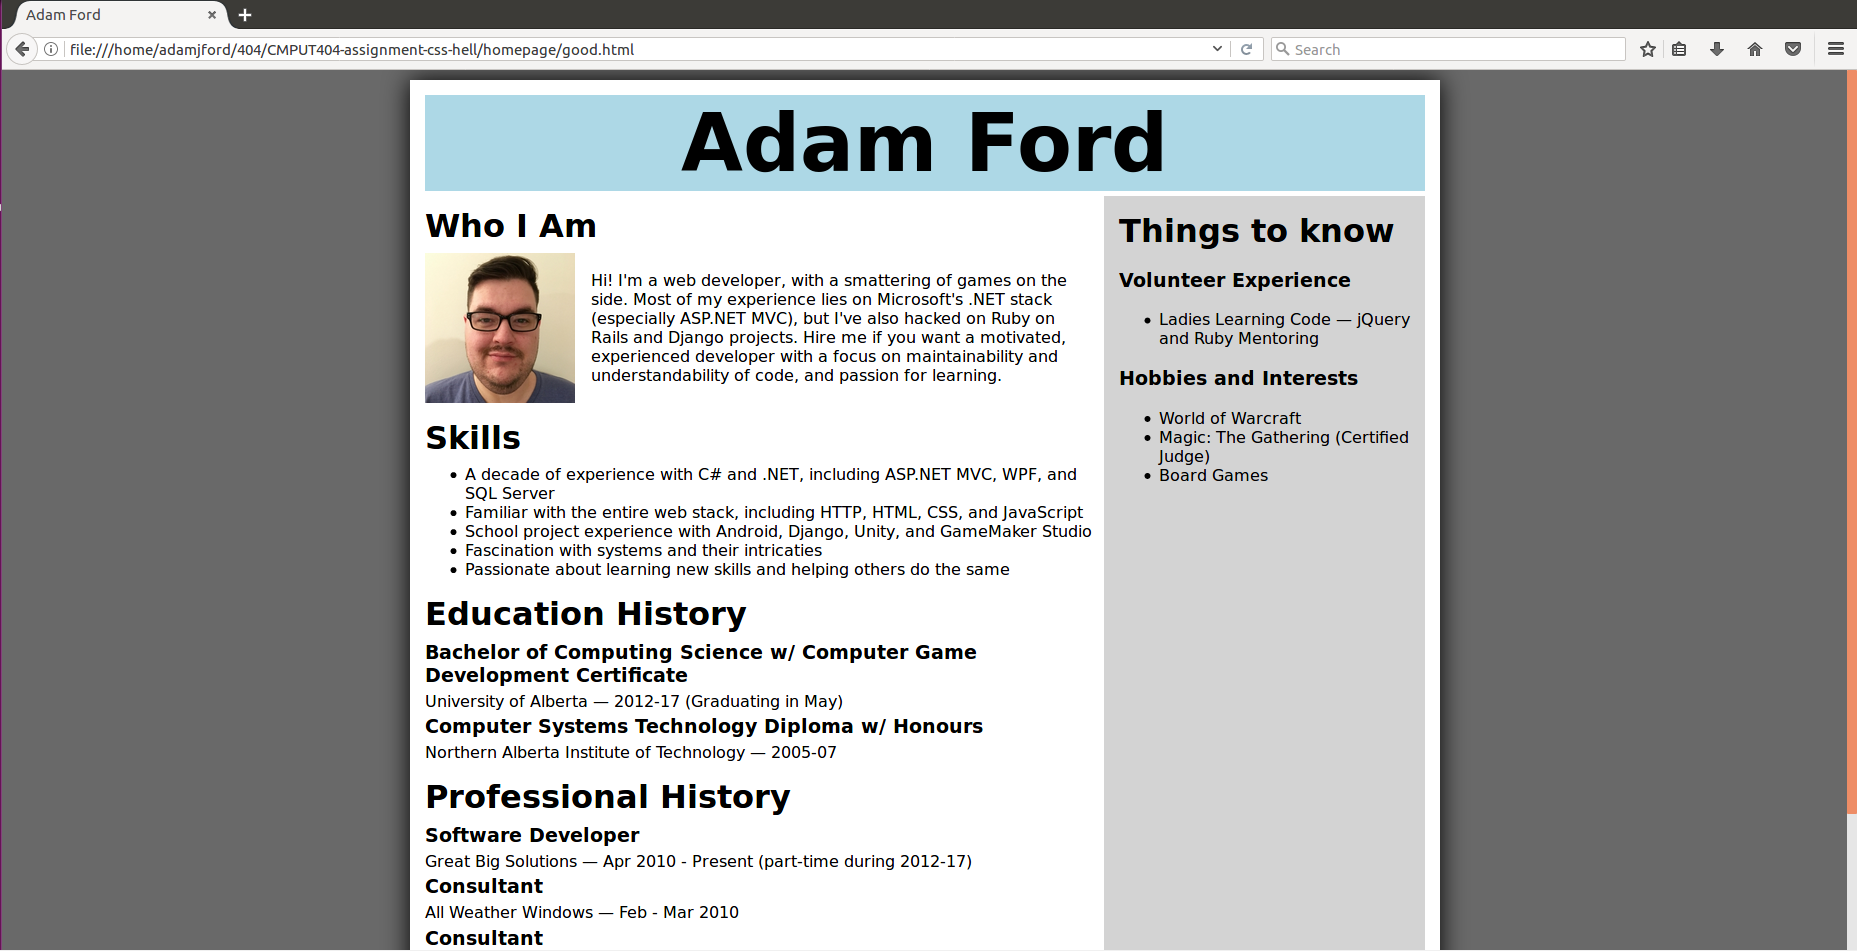 Adam Ford
file:///home/adamjford/404/CMPUT404-assignment-css-hell/homepage/good.html
Search
Adam Ford
Who I Am
Hi! I'm a web developer, with a smattering of games on the
side. Most of my experience lies on Microsoft's .NET stack
(especially ASP.NET MVC), but I've also hacked on Ruby on
Rails and Django projects. Hire me if you want a motivated,
experienced developer with a focus on maintainability and
understandability of code, and passion for learning.
Skills
• A decade of experience with C# and .NET, including ASP.NET MVC, WPF, and
SQL Server
• Familiar with the entire web stack, including HTTP, HTML, CSS, and JavaScript
• School project experience with Android, Django, Unity, and GameMaker Studio
• Fascination with systems and their intricaties
• Passionate about learning new skills and helping others do the same
Education History
Bachelor of Computing Science w/ Computer Game
Development Certificate
University of Alberta — 2012-17 (Graduating in May)
Computer Systems Technology Diploma w/ Honours
Northern Alberta Institute of Technology — 2005-07
Professional History
Software Developer
Great Big Solutions — Apr 2010 - Present (part-time during 2012-17)
Consultant
All Weather Windows — Feb - Mar 2010
Consultant
Things to know
Volunteer Experience
• Ladies Learning Code — jQuery
and Ruby Mentoring
Hobbies and Interests
• World of Warcraft
• Magic: The Gathering (Certified
Judge)
• Board Games